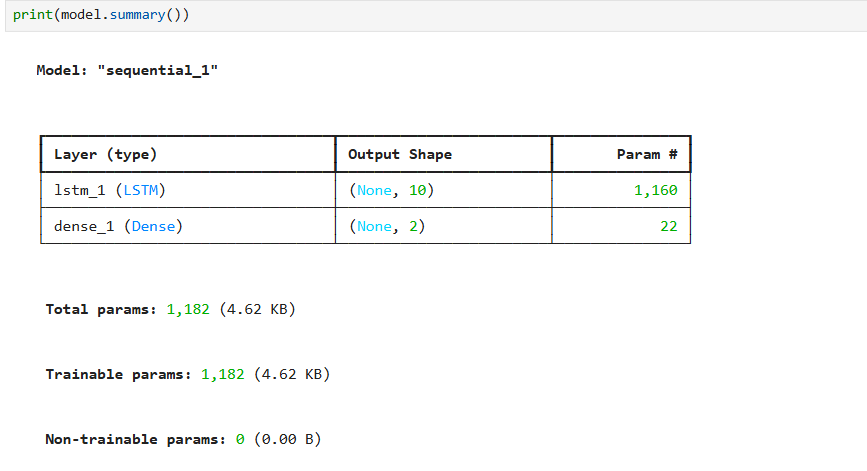 print(model.summary())
Model: "sequential_1"
Layer (type) Output Shape Param #
lstm_1 (LSTM) (None, 10) 1,160
dense_1 (Dense) (None, 2) 22
Total params: 1,182 (4.62 KB)
Trainable params: 1,182 (4.62 KB)
Non-trainable params: 0 (0.00 B)